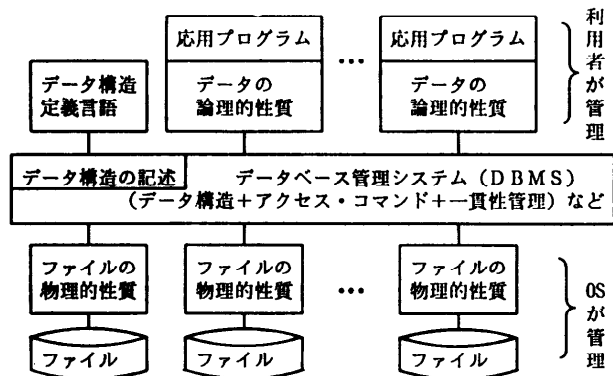 応用プログラム
データの
論理的性質
…
応用プログラム
データの
論理的性質
利用者が管理
データ構造
定義言語
データ構造の記述
データベース管理システム(DBMS)
(データ構造+アクセス・コマンド+一貫性管理)など
ファイルの
物理的性質
ファイルの
物理的性質
…
ファイルの
物理的性質
OSが管理
ファイル
ファイル
ファイル